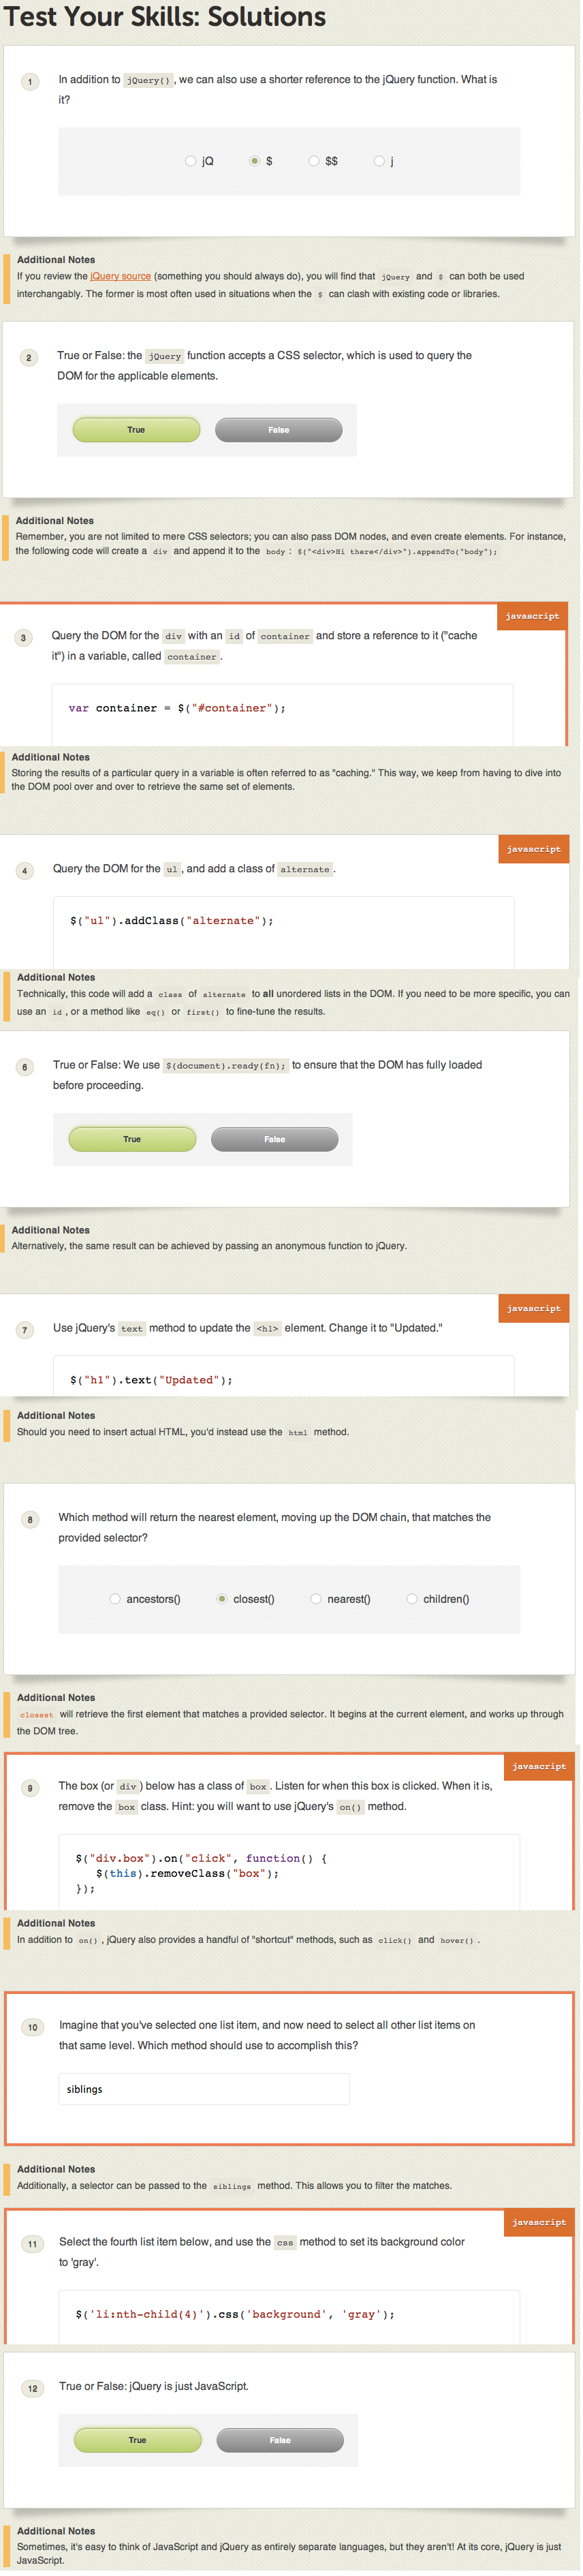 Test Your Skills: Solutions
1
In addition to jQuery(), we can also use a shorter reference to the jQuery function. What is
it?
jQ $ $$ j
Additional Notes
If you review the jQuery source (something you should always do), you will find that jQuery and $ can both be used
interchangably. The former is most often used in situations when the $ can clash with existing code or libraries.
2
True or False: the jQuery function accepts a CSS selector, which is used to query the
DOM for the applicable elements.
True False
Additional Notes
Remember, you are not limited to mere CSS selectors; you can also pass DOM nodes, and even create elements. For instance,
the following code will create a div and append it to the body : $("<div>Hi there</div>").appendTo("body");
javascript
3
Query the DOM for the div with an id of container and store a reference to it ("cache
it") in a variable, called container.
var container = $("#container");
Additional Notes
Storing the results of a particular query in a variable is often referred to as "caching." This way, we keep from having to dive into
the DOM pool over and over to retrieve the same set of elements.
javascript
4
Query the DOM for the ul, and add a class of alternate.
$("ul").addClass("alternate");
Additional Notes
Technically, this code will add a class of alternate to all unordered lists in the DOM. If you need to be more specific, you can
use an id, or a method like eq() or first() to fine-tune the results.
6
True or False: We use $(document).ready(fn); to ensure that the DOM has fully loaded
before proceeding.
True False
Additional Notes
Alternatively, the same result can be achieved by passing an anonymous function to jQuery.
javascript
7
Use jQuery's text method to update the <h1> element. Change it to "Updated."
$("h1").text("Updated");
Additional Notes
Should you need to insert actual HTML, you'd instead use the html method.
8
Which method will return the nearest element, moving up the DOM chain, that matches the
provided selector?
ancestors() closest() nearest() children()
Additional Notes
closest will retrieve the first element that matches a provided selector. It begins at the current element, and works up through
the DOM tree.
javascript
9
The box (or div) below has a class of box. Listen for when this box is clicked. When it is,
remove the box class. Hint: you will want to use jQuery's on() method.
$("div.box").on("click", function() {
$(this).removeClass("box");
});
Additional Notes
In addition to on(), jQuery also provides a handful of "shortcut" methods, such as click() and hover().
10
Imagine that you've selected one list item, and now need to select all other list items on
that same level. Which method should use to accomplish this?
siblings
Additional Notes
Additionally, a selector can be passed to the siblings method. This allows you to filter the matches.
javascript
11
Select the fourth list item below, and use the css method to set its background color
to 'gray'.
$('li:nth-child(4)').css('background', 'gray');
12
True or False: jQuery is just JavaScript.
True False
Additional Notes
Sometimes, it's easy to think of JavaScript and jQuery as entirely separate languages, but they aren't! At its core, jQuery is just
JavaScript.